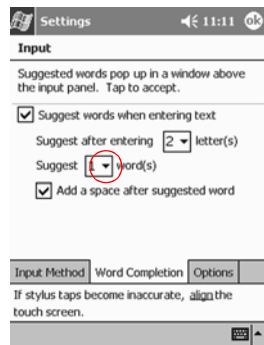 Settings 11:11 ok
Input
Suggested words pop up in a window above
the input panel. Tap to accept.
Suggest words when entering text
Suggest after entering 2 letter(s)
Suggest 1 word(s)
Add a space after suggested word
Input Method Word Completion Options
If stylus taps become inaccurate, align the
touch screen.